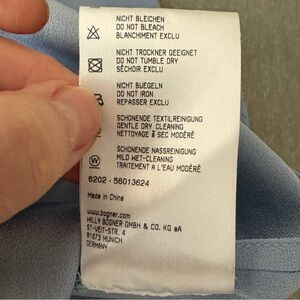 NICHT BLEICHEN
DO NOT BLEACH
BLANCHIMENT EXCLU
NICHT TROCKNER GEEIGNET
DO NOT TUMBLE DRY
SÉCHOIR EXCLU
NICHT BUEGELN
DO NOT IRON
REPASSER EXCLU
SCHONENDE TEXTILREINIGUNG
GENTLE DRY CLEANING
NETTOYAGE à SEC MODÉRÉ
SCHONENDE NASSREINIGUNG
MILD WET-CLEANING
TRAITEMENT A L'EAU MODÉRÉ
W
6202 - 56013624
Made in China
www.bogner.com
WILLY BOGNER GMBH & CO. KG aA
ST-VEIT-STR. 4
81673 MUNICH
GERMANY